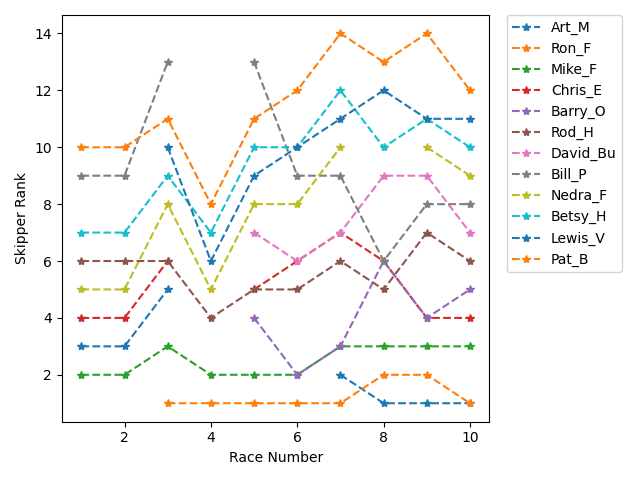 14
12
10
8
6
4
2
Skipper Rank
2 4 6 8 10
Race Number
Art_M
Ron_F
Mike_F
Chris_E
Barry_O
Rod_H
David_Bu
Bill_P
Nedra_F
Betsy_H
Lewis_V
Pat_B